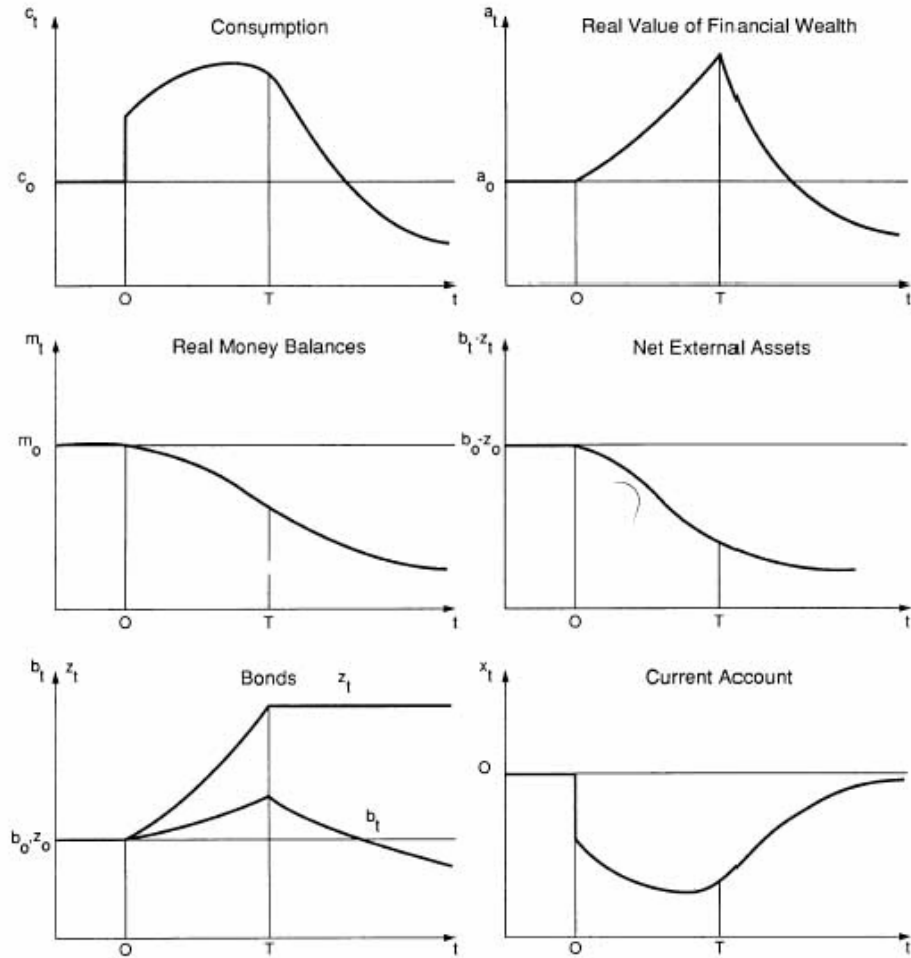 c_t
Consumption
c_o
O
T
t
a_t
Real Value of Financial Wealth
a_o
O
T
t
m_t
Real Money Balances
m_o
O
T
t
b_t-z_t
Net External Assets
b_o-z_o
O
T
t
b_t z_t
Bonds
z_t
b_t
b_o,z_o
O
T
t
x_t
Current Account
O
O
T
t